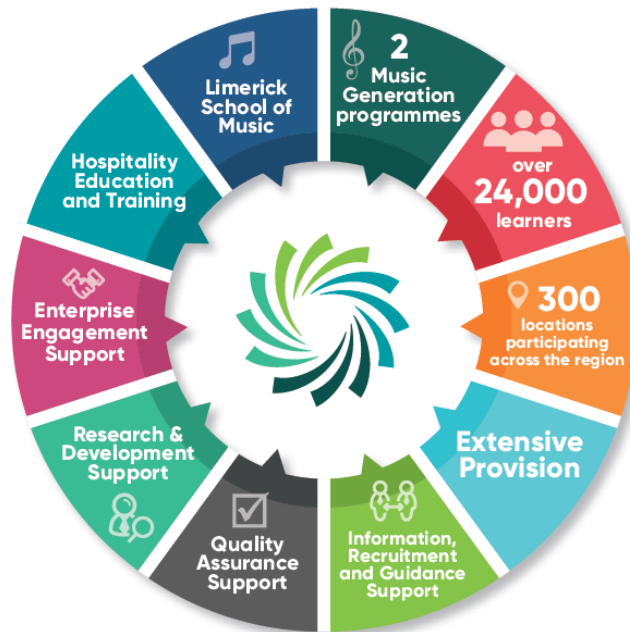 2
Music
Generation
programmes
over
24,000
learners
300
locations
participating
across the region
Extensive
Provision
Information,
Recruitment
and Guidance
Support
Quality
Assurance
Support
Research &
Development
Support
Enterprise
Engagement
Support
Hospitality
Education
and Training
Limerick
School of
Music